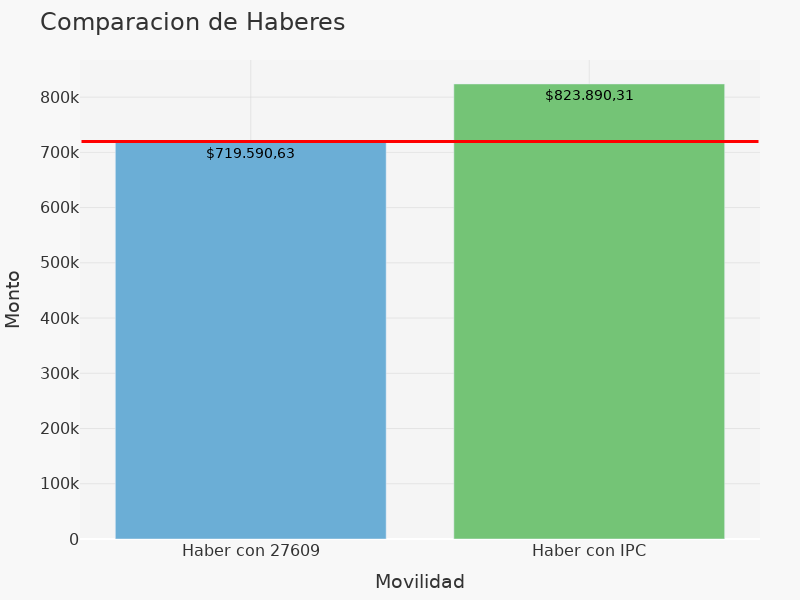 Comparacion de Haberes
Monto
800k
700k
600k
500k
400k
300k
200k
100k
0
$719.590,63
$823.890,31
Haber con 27609
Haber con IPC
Movilidad